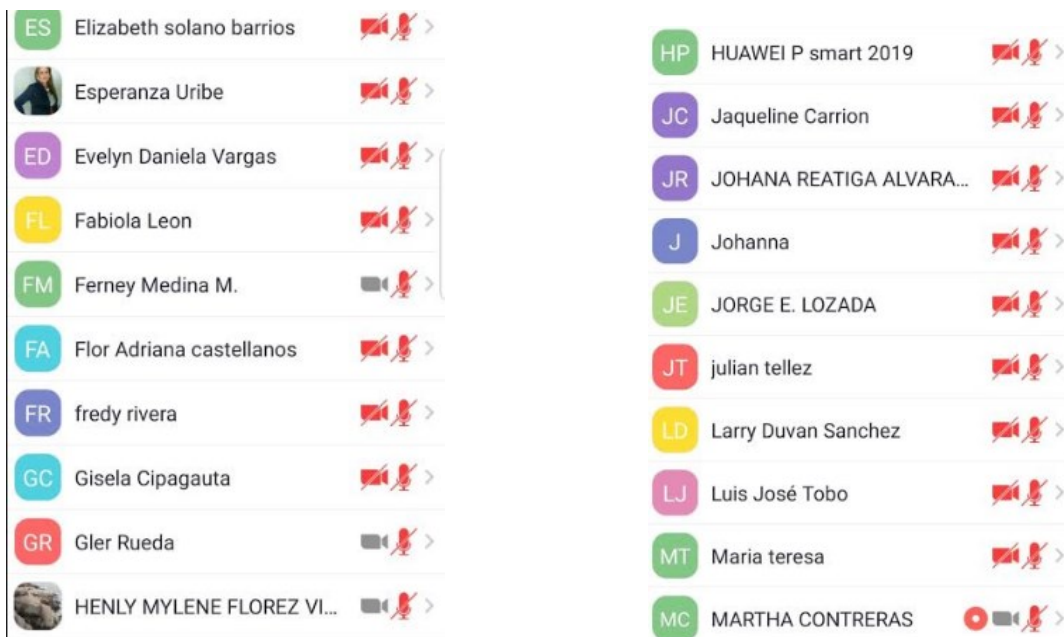 ES Elizabeth solano barrios
Esperanza Uribe
ED Evelyn Daniela Vargas
FL Fabiola Leon
FM Ferney Medina M.
FA Flor Adriana castellanos
FR fredy rivera
GC Gisela Cipagauta
GR Gler Rueda
HENLY MYLENE FLOREZ VI...
HP HUAWEI P smart 2019
JC Jaqueline Carrion
JR JOHANA REATIGA ALVARA...
J Johanna
JE JORGE E. LOZADA
JT julian tellez
LD Larry Duvan Sanchez
LJ Luis José Tobo
MT Maria teresa
MC MARTHA CONTRERAS